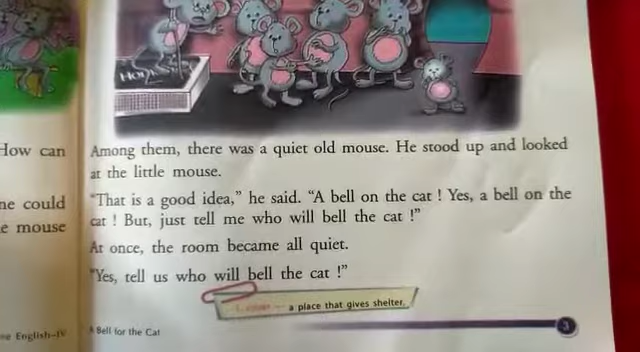 How can
ne could
e mouse
Among them, there was a quiet old mouse. He stood up and looked
at the little mouse.
"That is a good idea," he said. "A bell on the cat ! Yes, a bell on the
cat ! But, just tell me who will bell the cat !"
At once, the room became all quiet.
"Yes, tell us who will bell the cat !"
— a place that gives shelter.
English–IV
A Bell for the Cat
3